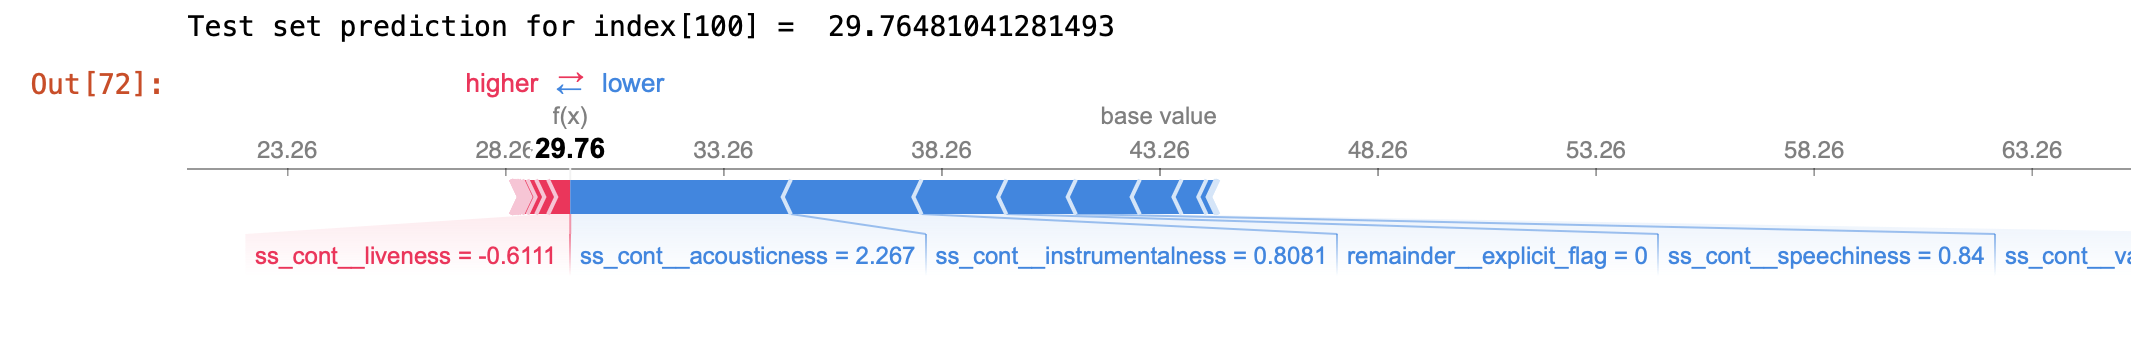 Test set prediction for index[100] =  29.76481041281493
Out[72]:
higher ⇄ lower
f(x) base value
23.26 28.26 29.76 33.26 38.26 43.26 48.26 53.26 58.26 63.26
ss_cont__liveness = -0.6111 ss_cont__acousticness = 2.267 ss_cont__instrumentalness = 0.8081 remainder__explicit_flag = 0 ss_cont__speechiness = 0.84 ss_cont__va